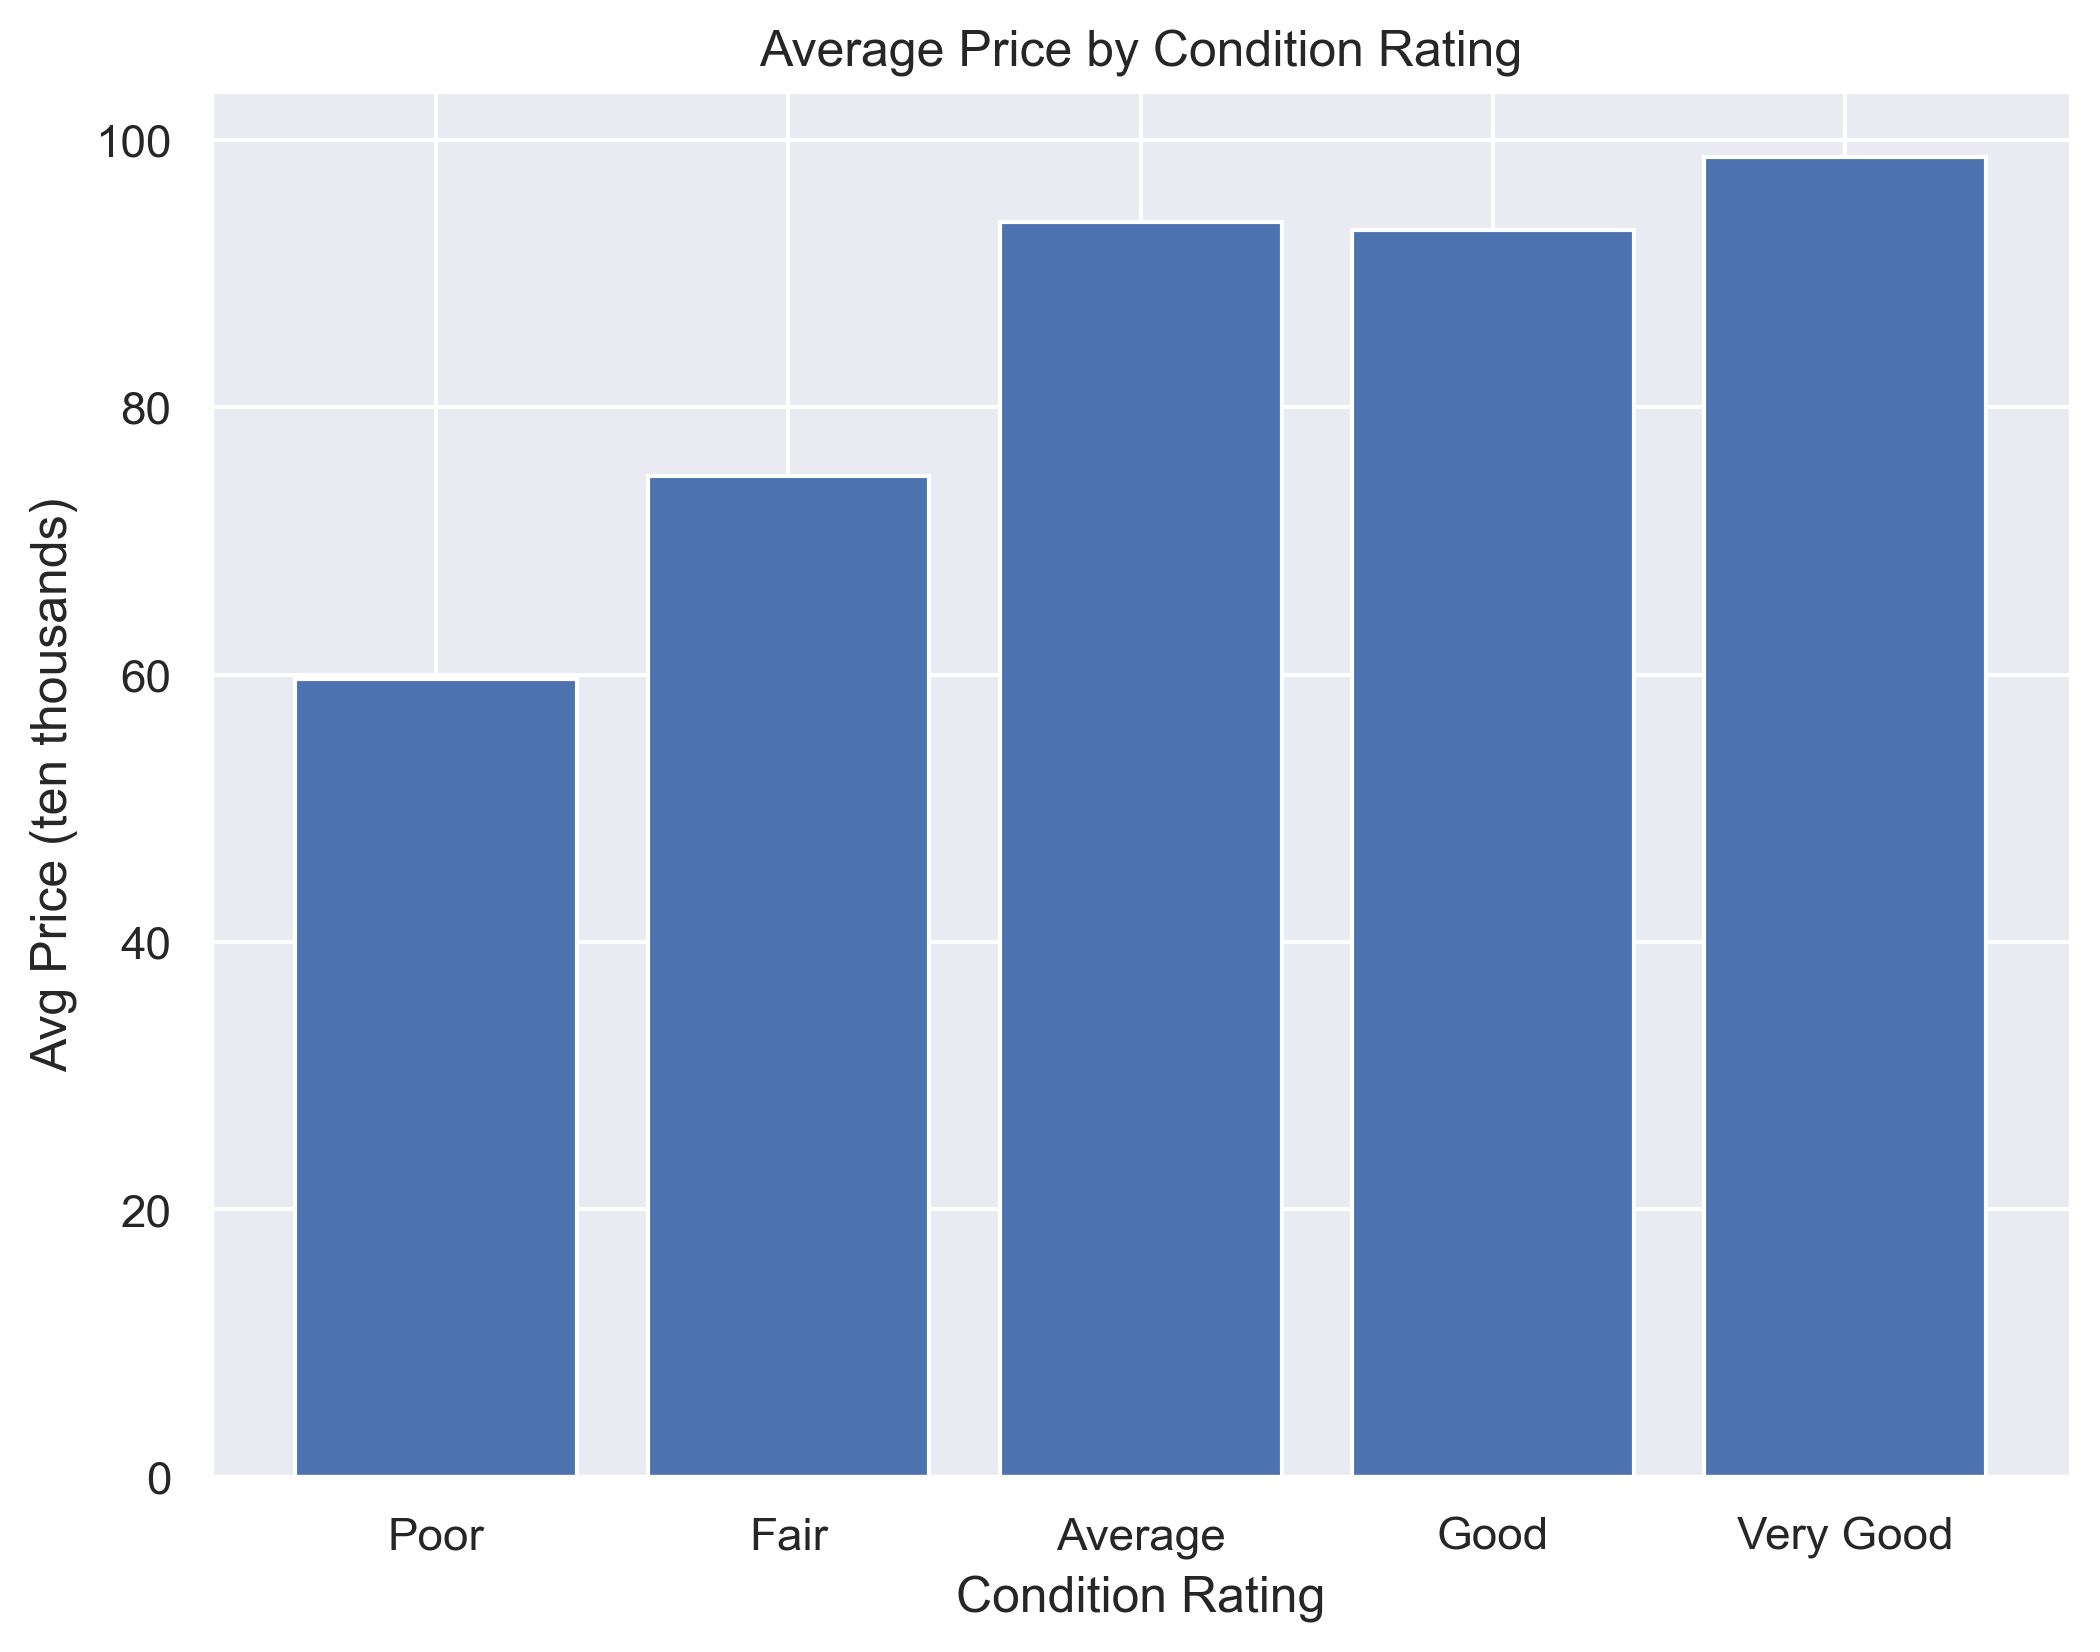 Average Price by Condition Rating
Avg Price (ten thousands)
100
80
60
40
20
0
Poor Fair Average Good Very Good
Condition Rating